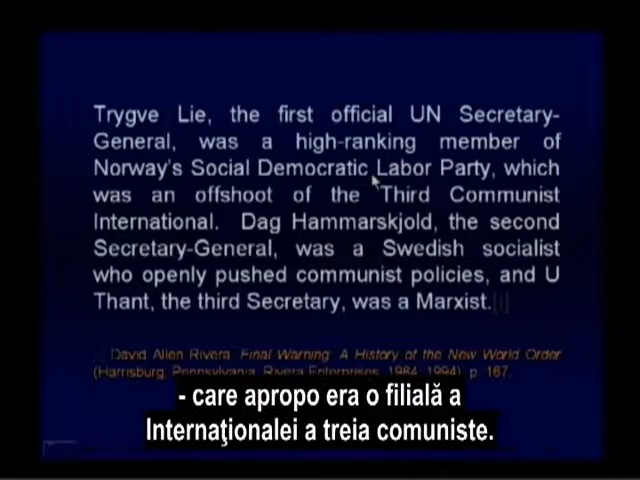 Trygve Lie, the first official UN Secretary-
General, was a high-ranking member of
Norway's Social Democratic Labor Party, which
was an offshoot of the Third Communist
International. Dag Hammarskjold, the second
Secretary-General, was a Swedish socialist
who openly pushed communist policies, and U
Thant, the third Secretary, was a Marxist.
David Allen Rivera. Final Warning: A History of the New World Order
(Harrisburg, Pennsylvania, Rivera Enterprises, 1984, 1994), p. 167.
- care apropo era o filială a
Internaţionalei a treia comuniste.